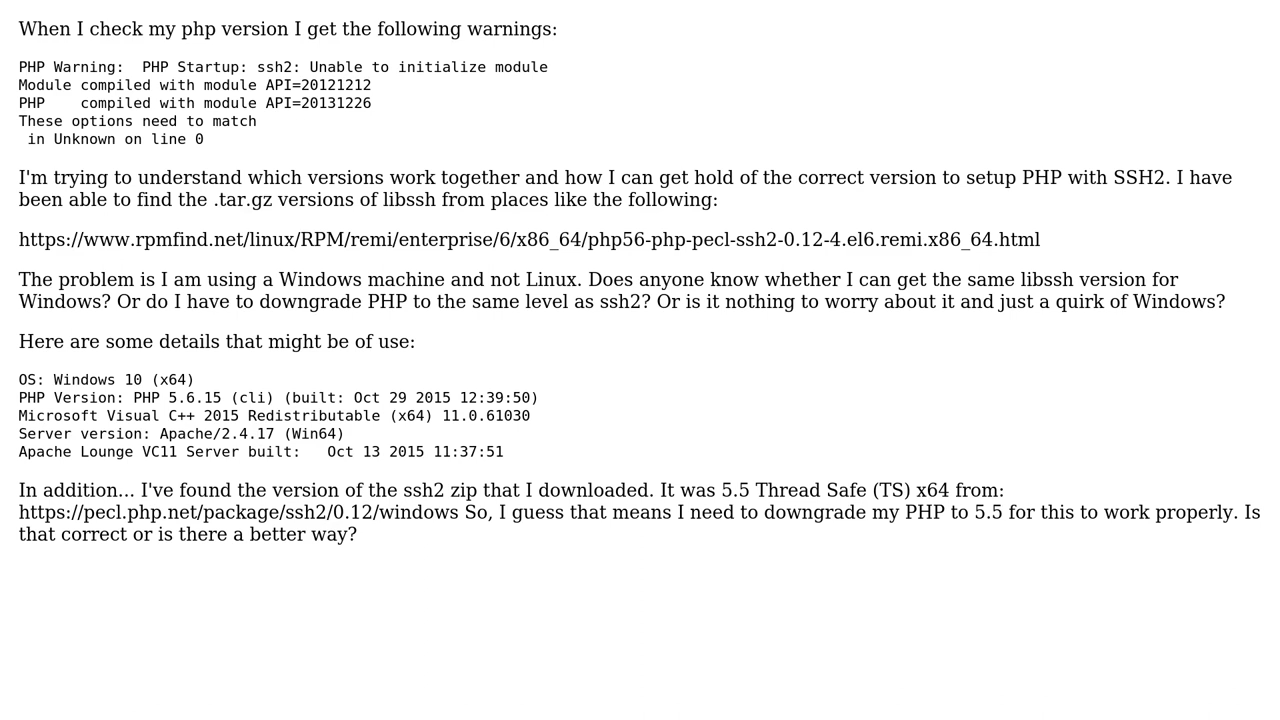 When I check my php version I get the following warnings:
PHP Warning:  PHP Startup: ssh2: Unable to initialize module
Module compiled with module API=20121212
PHP    compiled with module API=20131226
These options need to match
 in Unknown on line 0
I'm trying to understand which versions work together and how I can get hold of the correct version to setup PHP with SSH2. I have
been able to find the .tar.gz versions of libssh from places like the following:
https://www.rpmfind.net/linux/RPM/remi/enterprise/6/x86_64/php56-php-pecl-ssh2-0.12-4.el6.remi.x86_64.html
The problem is I am using a Windows machine and not Linux. Does anyone know whether I can get the same libssh version for
Windows? Or do I have to downgrade PHP to the same level as ssh2? Or is it nothing to worry about it and just a quirk of Windows?
Here are some details that might be of use:
OS: Windows 10 (x64)
PHP Version: PHP 5.6.15 (cli) (built: Oct 29 2015 12:39:50)
Microsoft Visual C++ 2015 Redistributable (x64) 11.0.61030
Server version: Apache/2.4.17 (Win64)
Apache Lounge VC11 Server built:   Oct 13 2015 11:37:51
In addition... I've found the version of the ssh2 zip that I downloaded. It was 5.5 Thread Safe (TS) x64 from:
https://pecl.php.net/package/ssh2/0.12/windows So, I guess that means I need to downgrade my PHP to 5.5 for this to work properly. Is
that correct or is there a better way?